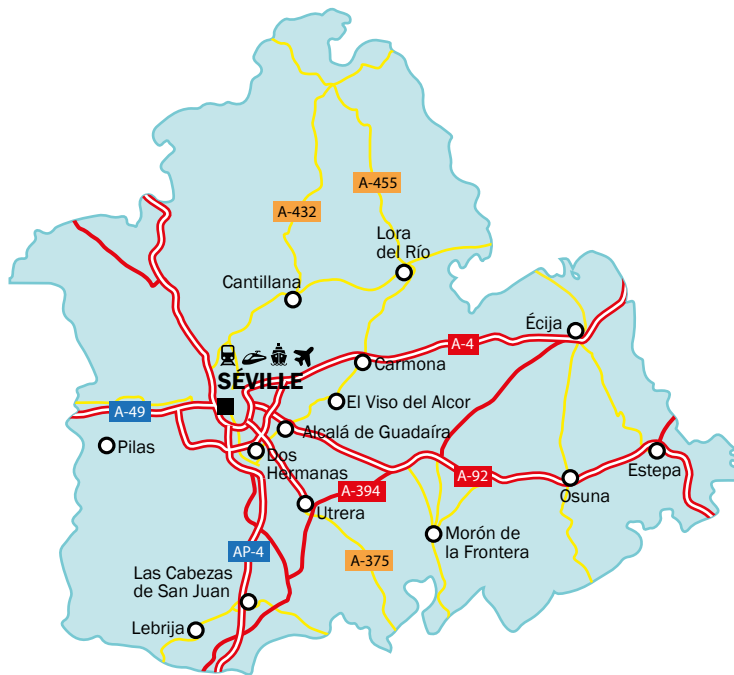 A-455
A-432
Lora
del Río
Cantillana
Écija
A-4
Carmona
SÉVILLE
El Viso del Alcor
A-49
Alcalá de Guadaíra
Pilas
Dos
Hermanas
Estepa
A-92
Osuna
A-394
Utrera
Morón de
la Frontera
AP-4
A-375
Las Cabezas
de San Juan
Lebrija